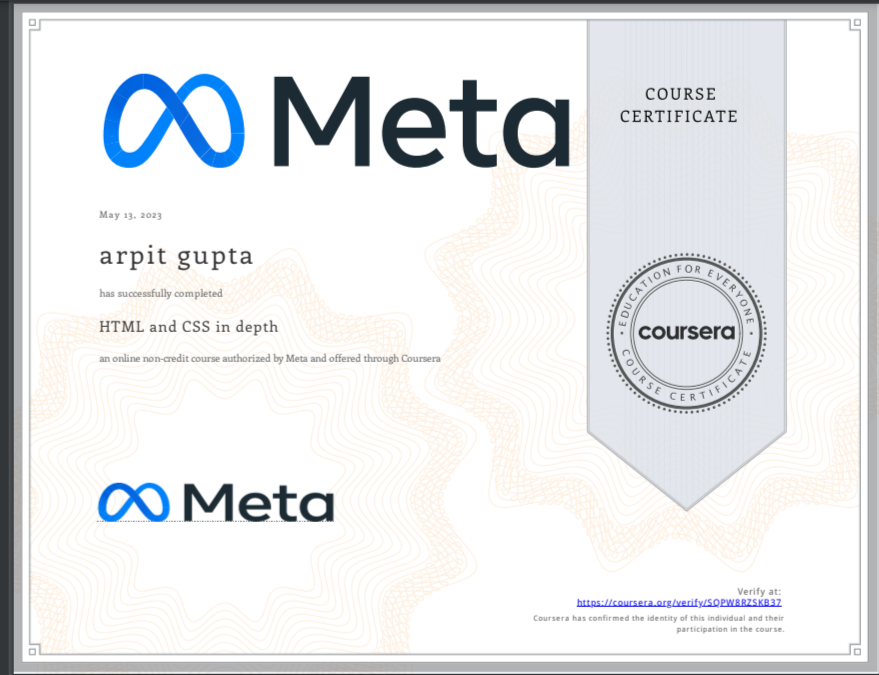 Meta
COURSE
CERTIFICATE
May 13, 2023
arpit gupta
has successfully completed
HTML and CSS in depth
an online non-credit course authorized by Meta and offered through Coursera
EDUCATION FOR EVERYONE
coursera
COURSE CERTIFICATE
Meta
Verify at:
https://coursera.org/verify/SQPW8RZSKB37
Coursera has confirmed the identity of this individual and their
participation in the course.